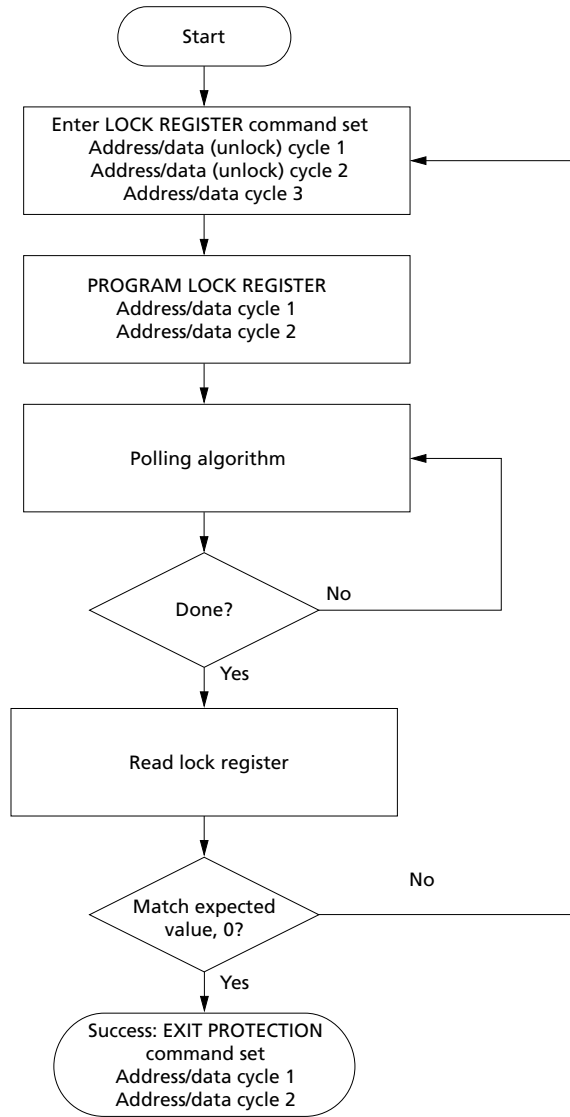 Start
Enter LOCK REGISTER command set
Address/data (unlock) cycle 1
Address/data (unlock) cycle 2
Address/data cycle 3
PROGRAM LOCK REGISTER
Address/data cycle 1
Address/data cycle 2
Polling algorithm
Done?
No
Yes
Read lock register
Match expected
value, 0?
No
Yes
Success: EXIT PROTECTION
command set
Address/data cycle 1
Address/data cycle 2